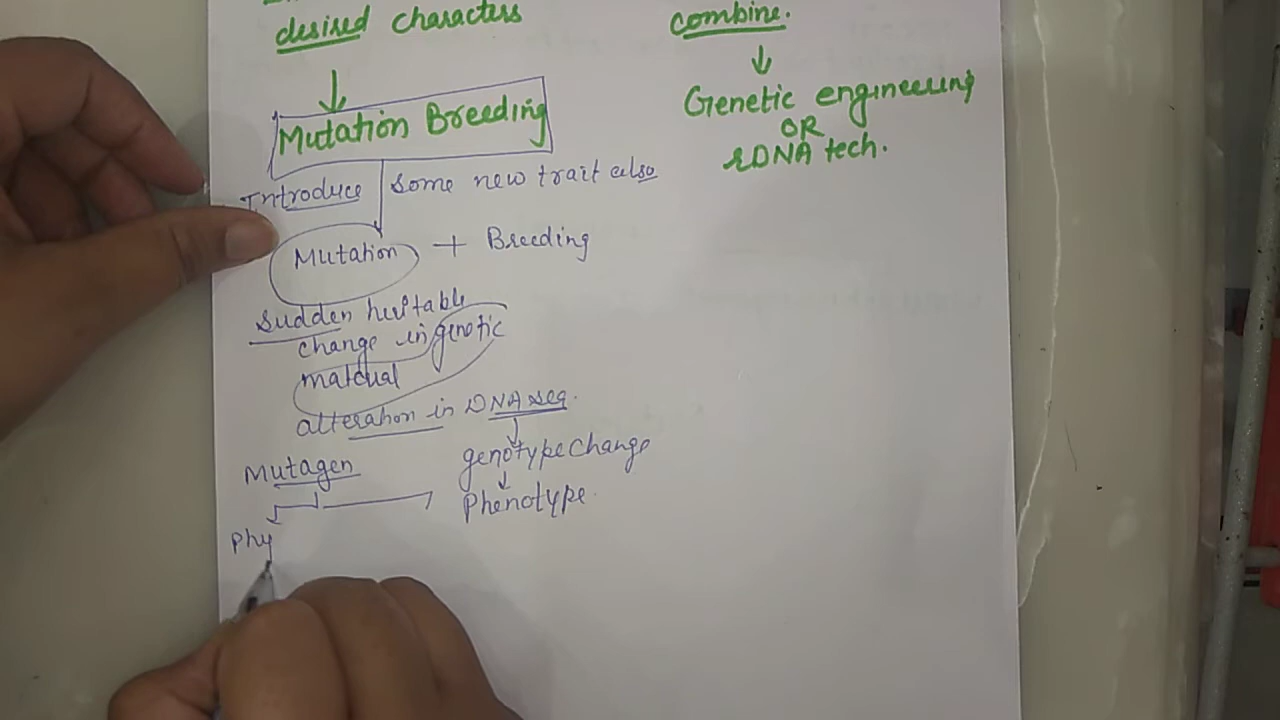 desired characters
Mutation Breeding
Introduce some new trait also
Mutation + Breeding
Sudden heritable
change in genetic
material
alteration in DNA seq.
genotype change
Phenotype.
Mutagen
Phy
combine.
Genetic engineering
OR
rDNA tech.